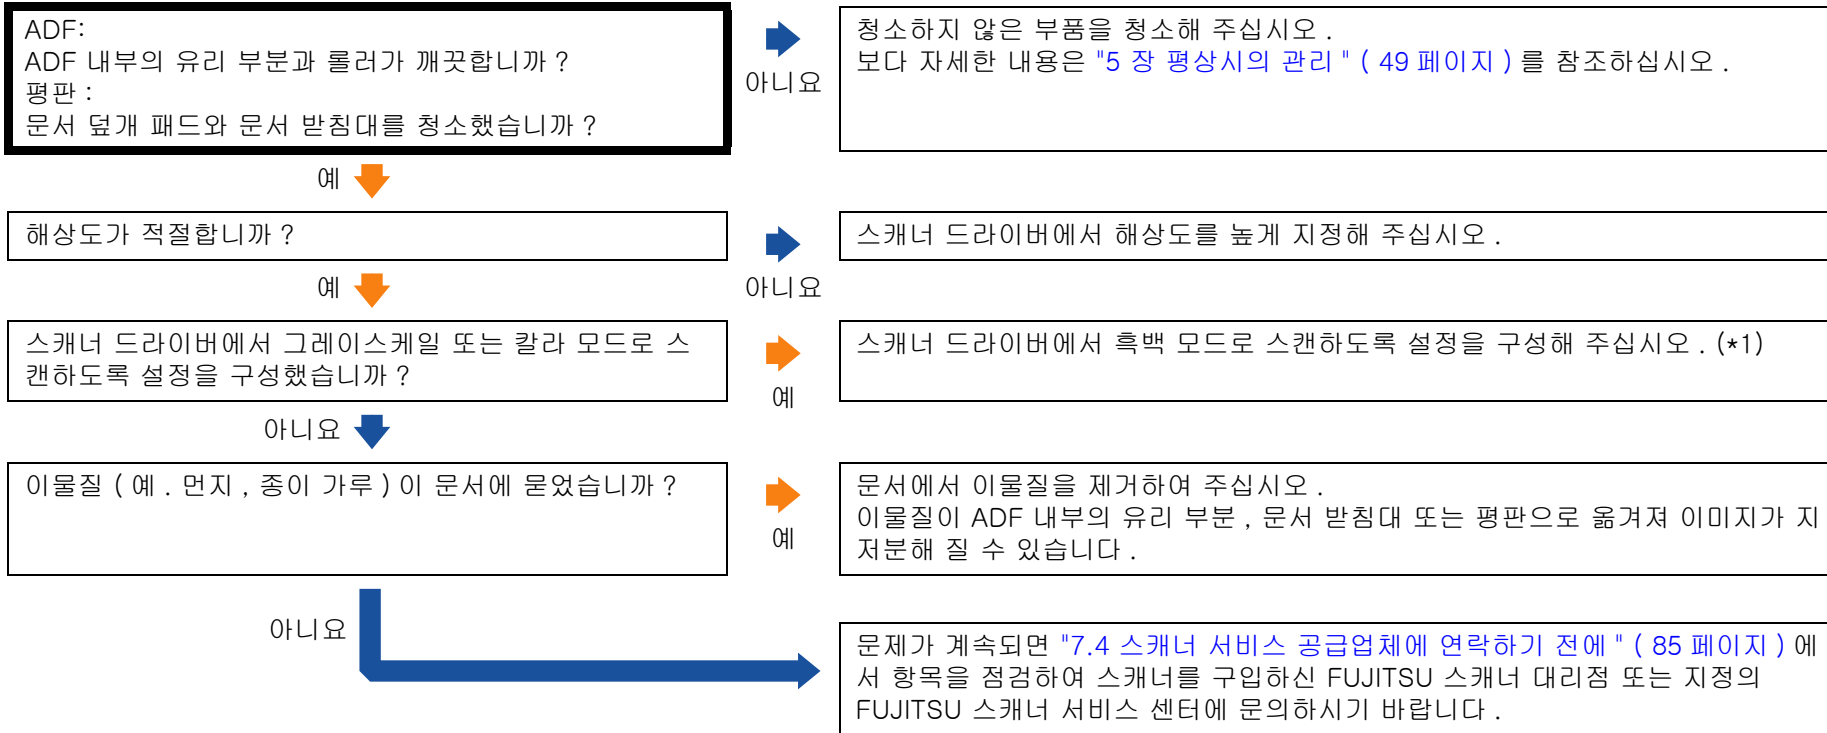 ADF:
ADF 내부의 유리 부분과 롤러가 깨끗합니까 ?
평판 :
문서 덮개 패드와 문서 받침대를 청소했습니까 ?
아니요
청소하지 않은 부품을 청소해 주십시오 .
보다 자세한 내용은 "5 장 평상시의 관리 " ( 49 페이지 ) 를 참조하십시오 .
예
해상도가 적절합니까 ?
아니요
스캐너 드라이버에서 해상도를 높게 지정해 주십시오 .
예
스캐너 드라이버에서 그레이스케일 또는 칼라 모드로 스
캔하도록 설정을 구성했습니까 ?
예
스캐너 드라이버에서 흑백 모드로 스캔하도록 설정을 구성해 주십시오 . (*1)
아니요
이물질 ( 예 . 먼지 , 종이 가루 ) 이 문서에 묻었습니까 ?
예
문서에서 이물질을 제거하여 주십시오 .
이물질이 ADF 내부의 유리 부분 , 문서 받침대 또는 평판으로 옮겨져 이미지가 지
저분해 질 수 있습니다 .
아니요
문제가 계속되면 "7.4 스캐너 서비스 공급업체에 연락하기 전에 " ( 85 페이지 ) 에
서 항목을 점검하여 스캐너를 구입하신 FUJITSU 스캐너 대리점 또는 지정의
FUJITSU 스캐너 서비스 센터에 문의하시기 바랍니다 .